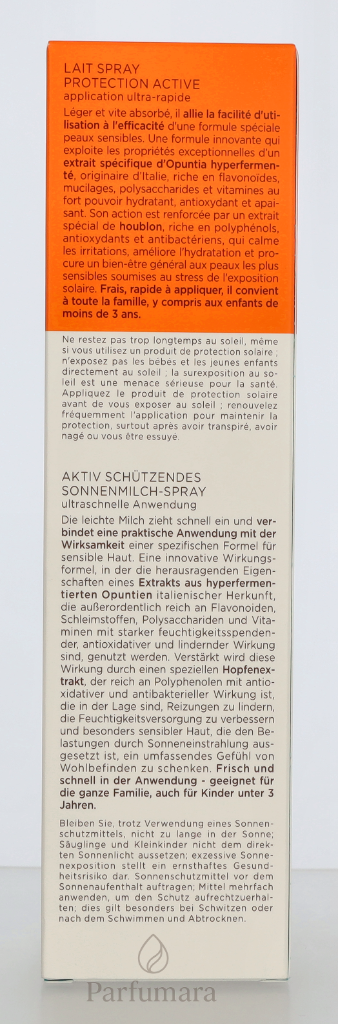 LAIT SPRAY
PROTECTION ACTIVE
application ultra-rapide
Léger et vite absorbé, il allie la facilité d'uti-
lisation à l'efficacité d'une formule spéciale
peaux sensibles. Une formule innovante qui
exploite les propriétés exceptionnelles d'un
extrait spécifique d'Opuntia hyperfermen-
té, originaire d'Italie, riche en flavonoïdes,
mucilages, polysaccharides et vitamines au
fort pouvoir hydratant, antioxydant et apai-
sant. Son action est renforcée par un extrait
spécial de houblon, riche en polyphénols,
antioxydants et antibactériens, qui calme
les irritations, améliore l'hydratation et pro-
cure un bien-être général aux peaux les plus
sensibles soumises au stress de l'exposition
solaire. Frais, rapide à appliquer, il convient
à toute la famille, y compris aux enfants de
moins de 3 ans.
Ne restez pas trop longtemps au soleil, même
si vous utilisez un produit de protection solaire ;
n'exposez pas les bébés et les jeunes enfants
directement au soleil ; la surexposition au so-
leil est une menace sérieuse pour la santé.
Appliquez le produit de protection solaire
avant de vous exposer au soleil ; renouvelez
fréquemment l'application pour maintenir la
protection, surtout après avoir transpiré, avoir
nagé ou vous être essuyé.
AKTIV SCHÜTZENDES
SONNENMILCH-SPRAY
ultraschnelle Anwendung
Die leichte Milch zieht schnell ein und ver-
bindet eine praktische Anwendung mit der
Wirksamkeit einer spezifischen Formel für
sensible Haut. Eine innovative Wirkungs-
formel, in der die herausragenden Eigen-
schaften eines Extrakts aus hyperfermen-
tierten Opuntien italienischer Herkunft,
die außerordentlich reich an Flavonoiden,
Schleimstoffen, Polysacchariden und Vita-
minen mit starker feuchtigkeitsspenden-
der, antioxidativer und lindernder Wirkung
sind, genutzt werden. Verstärkt wird diese
Wirkung durch einen speziellen Hopfenex-
trakt, der reich an Polyphenolen mit antio-
xidativer und antibakterieller Wirkung ist,
die in der Lage sind, Reizungen zu lindern,
die Feuchtigkeitsversorgung zu verbessern
und besonders sensibler Haut, die den Be-
lastungen durch Sonneneinstrahlung aus-
gesetzt ist, ein umfassendes Gefühl von
Wohlbefinden zu schenken. Frisch und
schnell in der Anwendung - geeignet für
die ganze Familie, auch für Kinder unter 3
Jahren.
Bleiben Sie, trotz Verwendung eines Sonnen-
schutzmittels, nicht zu lange in der Sonne;
Säuglinge und Kleinkinder nicht dem direk-
ten Sonnenlicht aussetzen; exzessive Sonne-
nexposition stellt ein ernsthaftes Gesund-
heitsrisiko dar. Sonnenschutzmittel vor dem
Sonnenaufenthalt auftragen; Mittel mehrfach
anwenden, um den Schutz aufrechtzuerhal-
ten; dies gilt besonders bei Schwitzen oder
nach dem Schwimmen und Abtrocknen.
Parfumara